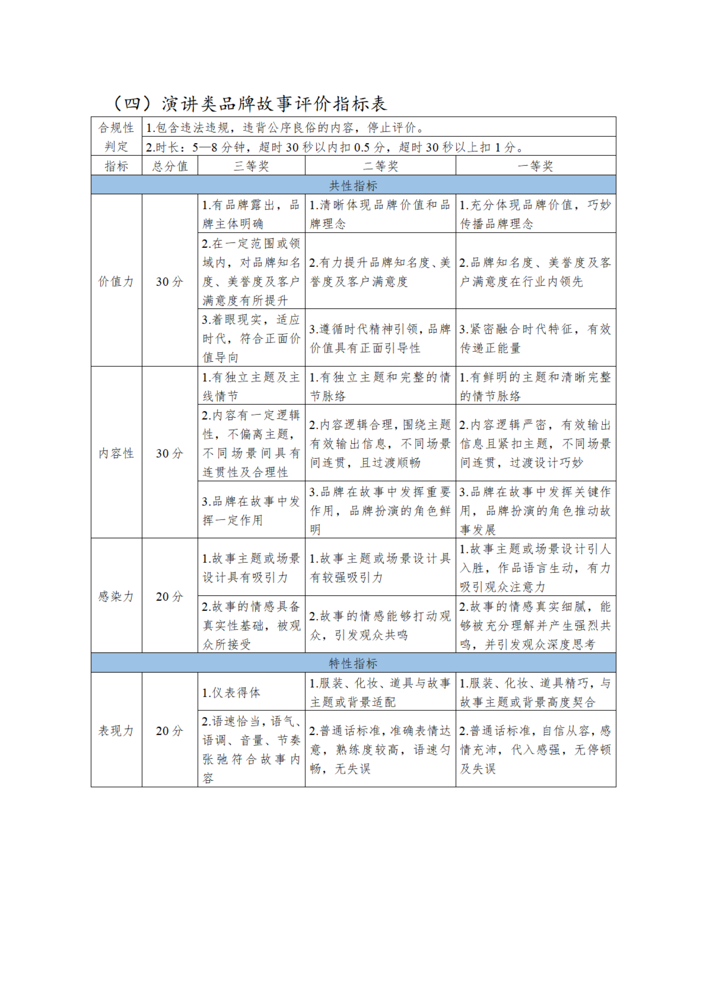 （四）演讲类品牌故事评价指标表
合规性
判定
1.包含违法违规，违背公序良俗的内容，停止评价。
2.时长：5—8 分钟，超时 30 秒以内扣 0.5 分，超时 30 秒以上扣 1 分。
指标
总分值
三等奖
二等奖
一等奖
共性指标
价值力
30 分
1.有品牌露出，品
牌主体明确
1.清晰体现品牌价值和品
牌理念
1.充分体现品牌价值，巧妙
传播品牌理念
2.在一定范围或领
域内，对品牌知名
度、美誉度及客户
满意度有所提升
2.有力提升品牌知名度、美
誉度及客户满意度
2.品牌知名度、美誉度及客
户满意度在行业内领先
3.着眼现实，适应
时代，符合正面价
值导向
3.遵循时代精神引领，品牌
价值具有正面引导性
3.紧密融合时代特征，有效
传递正能量
内容性
30 分
1.有独立主题及主
线情节
1.有独立主题和完整的情
节脉络
1.有鲜明的主题和清晰完整
的情节脉络
2.内容有一定逻辑
性，不偏离主题，
不同场景间具有
连贯性及合理性
2.内容逻辑合理，围绕主题
有效输出信息，不同场景
间连贯，且过渡顺畅
2.内容逻辑严密，有效输出
信息且紧扣主题，不同场景
间连贯，过渡设计巧妙
3.品牌在故事中发
挥一定作用
3.品牌在故事中发挥重要
作用，品牌扮演的角色鲜
明
3.品牌在故事中发挥关键作
用，品牌扮演的角色推动故
事发展
感染力
20 分
1.故事主题或场景
设计具有吸引力
1.故事主题或场景设计具
有较强吸引力
1.故事主题或场景设计引人
入胜，作品语言生动，有力
吸引观众注意力
2.故事的情感具备
真实性基础，被观
众所接受
2.故事的情感能够打动观
众，引发观众共鸣
2.故事的情感真实细腻，能
够被充分理解并产生强烈共
鸣，并引发观众深度思考
特性指标
表现力
20 分
1.仪表得体
1.服装、化妆、道具与故事
主题或背景适配
1.服装、化妆、道具精巧，与
故事主题或背景高度契合
2.语速恰当，语气、
语调、音量、节奏
张弛符合故事内
容
2.普通话标准，准确表情达
意，熟练度较高，语速匀
畅，无失误
2.普通话标准，自信从容，感
情充沛，代入感强，无停顿
及失误